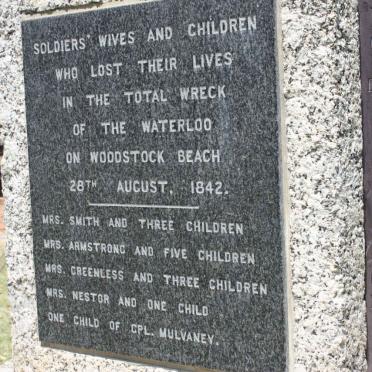 SOLDIERS' WIVES AND CHILDREN
WHO LOST THEIR LIVES
IN THE TOTAL WRECK
OF THE WATERLOO
ON WOODSTOCK BEACH
28TH AUGUST, 1842.
MRS. SMITH AND THREE CHILDREN
MRS. ARMSTRONG AND FIVE CHILDREN
MRS. GREENLESS AND THREE CHILDREN
MRS. NESTOR AND ONE CHILD
ONE CHILD OF CPL. MULVANEY.